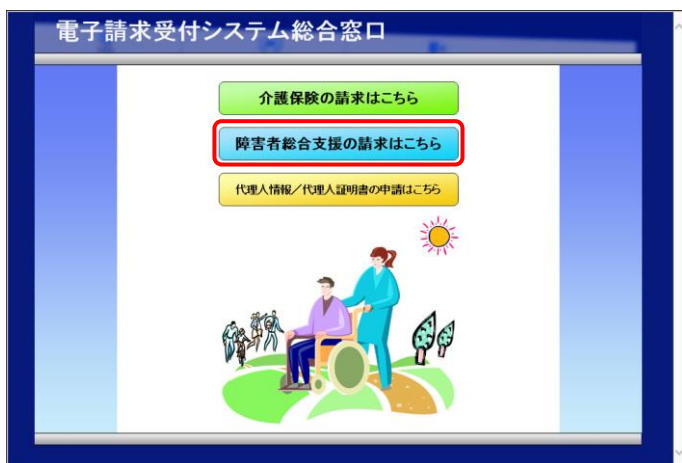 電子請求受付システム総合窓口
介護保険の請求はこちら
障害者総合支援の請求はこちら
代理人情報／代理人証明書の申請はこちら